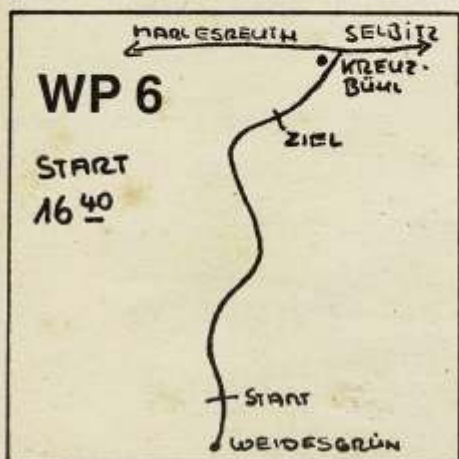 MARLESREUTH SELBITZ
KREUZ-
BÜHL
WP 6
ZIEL
START
16 40
START
WEIDESGRÜN